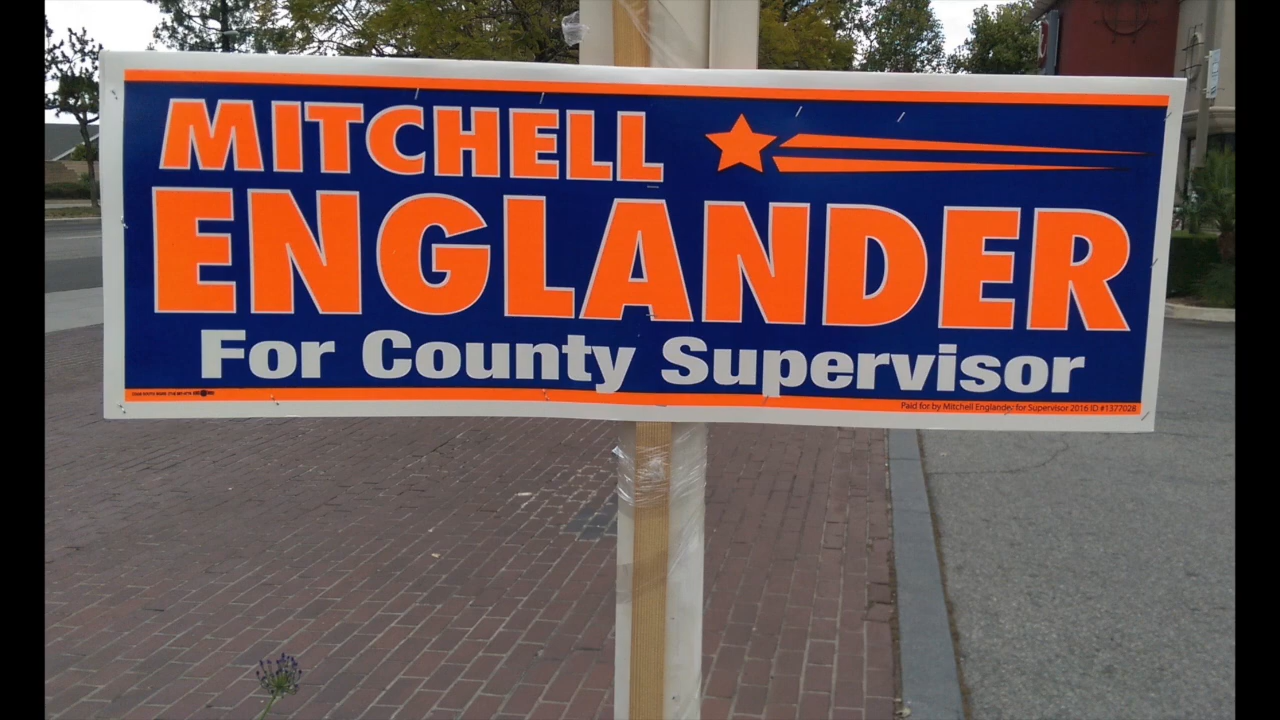 MITCHELL
ENGLANDER
For County Supervisor
Paid for by Mitchell Englander for Supervisor 2016 ID #1377028